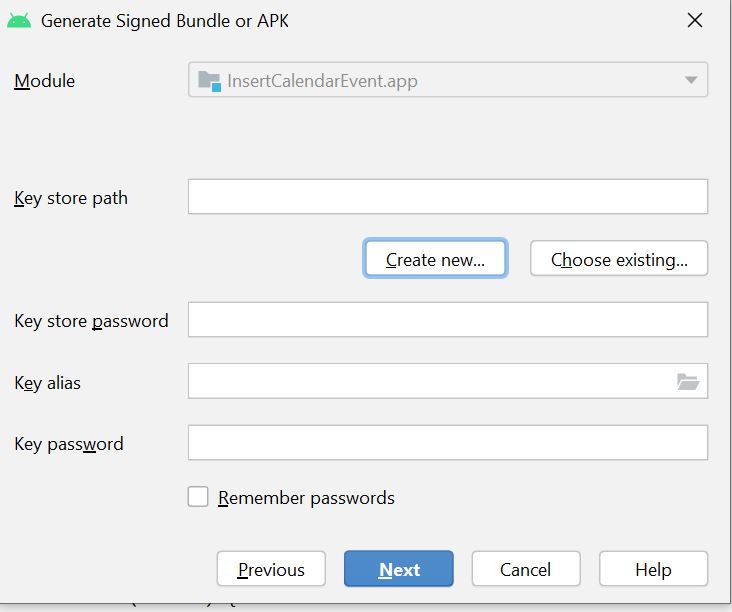 Generate Signed Bundle or APK
Module
InsertCalendarEvent.app
Key store path
Create new...
Choose existing...
Key store password
Key alias
Key password
Remember passwords
Previous
Next
Cancel
Help